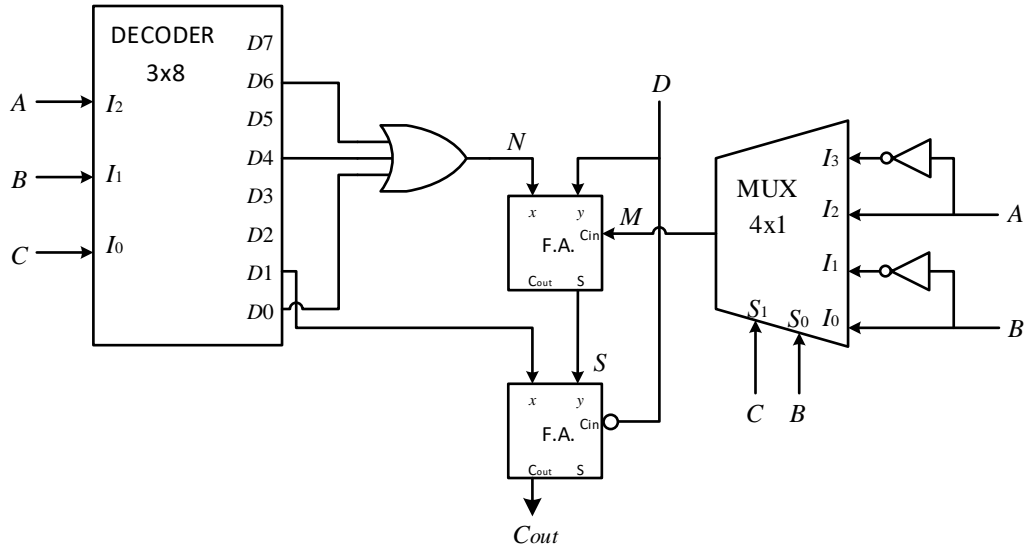 DECODER
3x8
D7
D6
D5
D4
D3
D2
D1
D0
A
I2
B
I1
C
I0
N
D
x
y
Cin
F.A.
Cout
S
M
S
x
y
Cin
F.A.
Cout
S
Cout
MUX
4x1
I3
I2
I1
I0
S1
S0
C
B
A
B